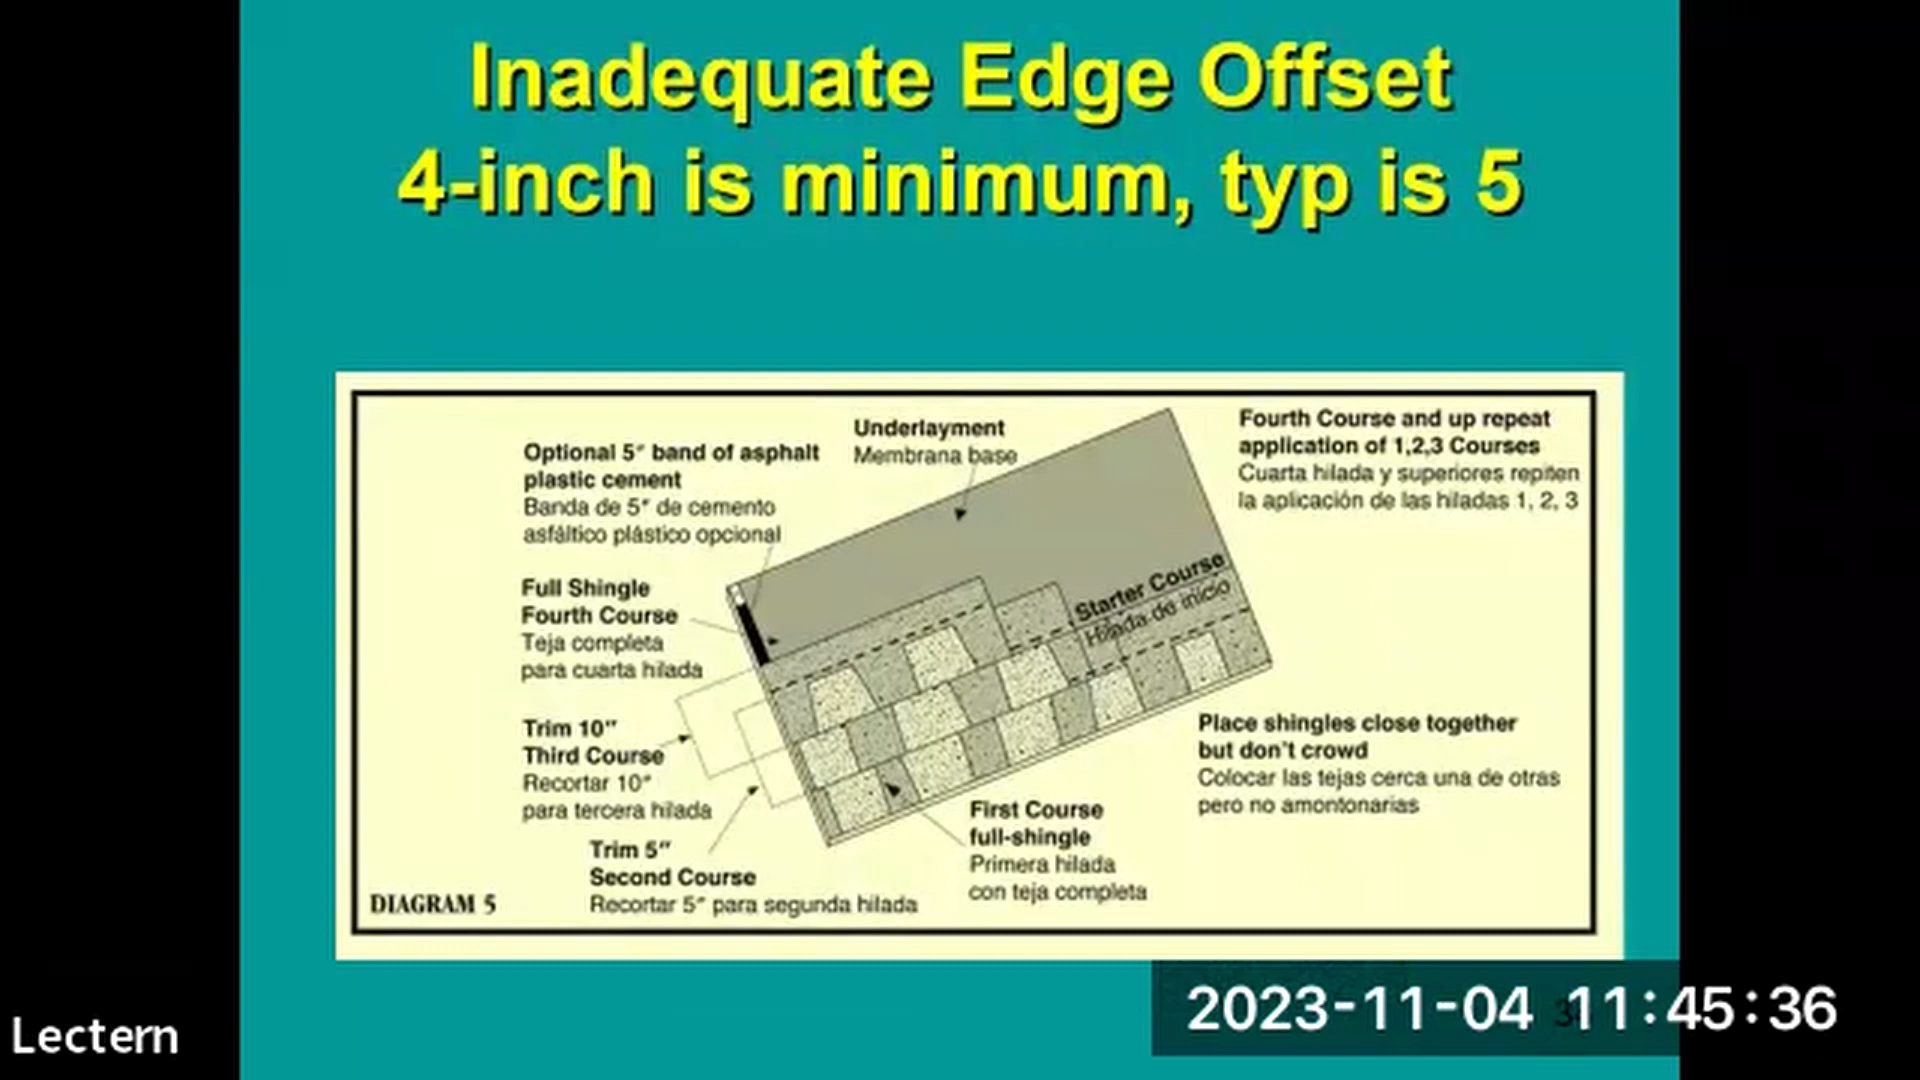 Inadequate Edge Offset
4-inch is minimum, typ is 5
Optional 5″ band of asphalt
plastic cement
Banda de 5″ de cemento
asfáltico plástico opcional
Underlayment
Membrana base
Fourth Course and up repeat
application of 1,2,3 Courses
Cuarta hilada y superiores repiten
la aplicación de las hiladas 1, 2, 3
Full Shingle
Fourth Course
Teja completa
para cuarta hilada
Starter Course
Hilada de inicio
Trim 10″
Third Course
Recortar 10″
para tercera hilada
Place shingles close together
but don't crowd
Colocar las tejas cerca una de otras
pero no amontonarias
Trim 5″
Second Course
Recortar 5″ para segunda hilada
First Course
full-shingle
Primera hilada
con teja completa
DIAGRAM 5
2023-11-04 11:45:36
Lectern